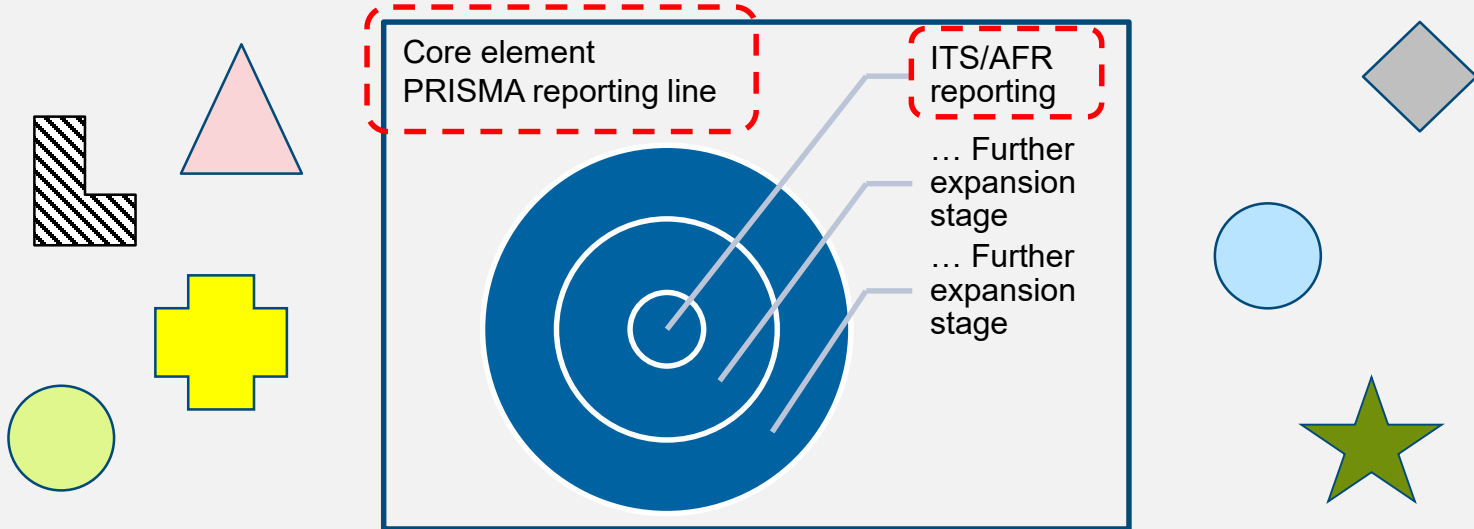 Core element
PRISMA reporting line
ITS/AFR
reporting
… Further
expansion
stage
… Further
expansion
stage